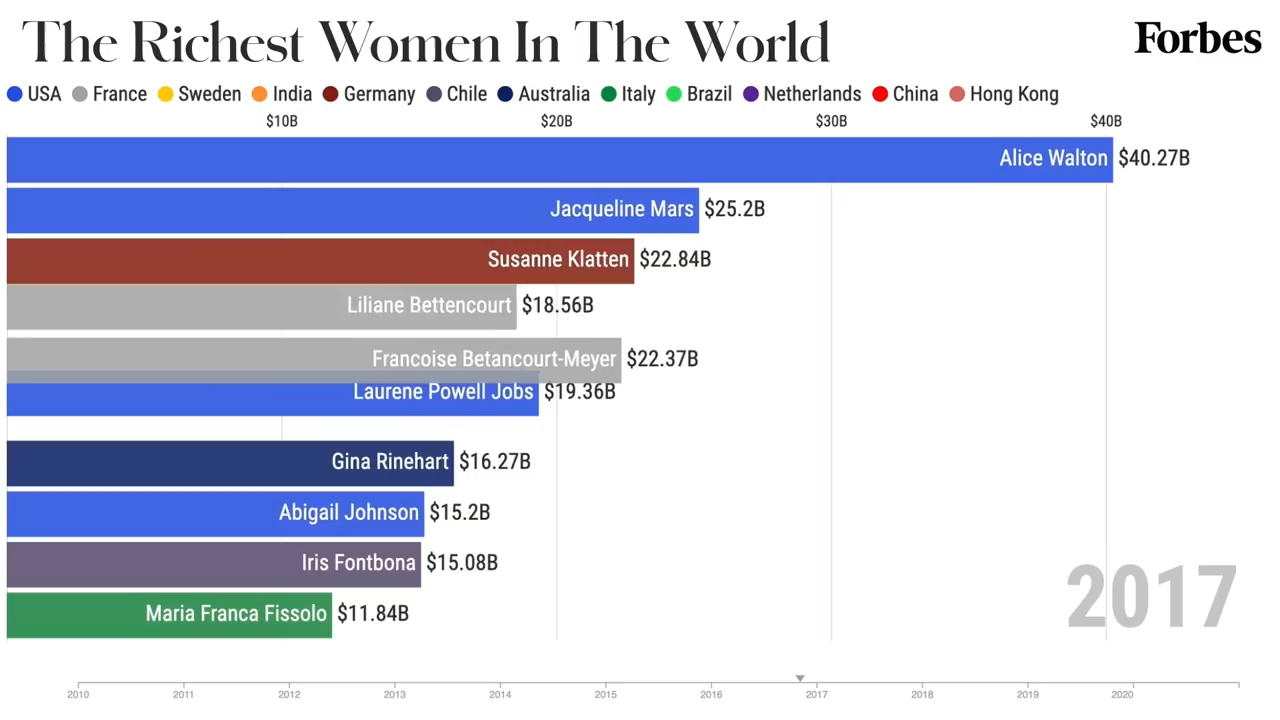 The Richest Women In The World
Forbes
USA France Sweden India Germany Chile Australia Italy Brazil Netherlands China Hong Kong
$10B $20B $30B $40B
Alice Walton $40.27B
Jacqueline Mars $25.2B
Susanne Klatten $22.84B
Liliane Bettencourt $18.56B
Francoise Betancourt-Meyer $22.37B
Laurene Powell Jobs $19.36B
Gina Rinehart $16.27B
Abigail Johnson $15.2B
Iris Fontbona $15.08B
Maria Franca Fissolo $11.84B
2017
2010 2011 2012 2013 2014 2015 2016 2017 2018 2019 2020